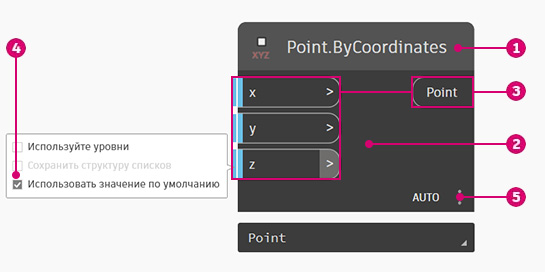 4
XYZ
Point.ByCoordinates
1
x >
Point
3
y >
2
z >
Используйте уровни
Сохранить структуру списков
Использовать значение по умолчанию
AUTO
5
Point